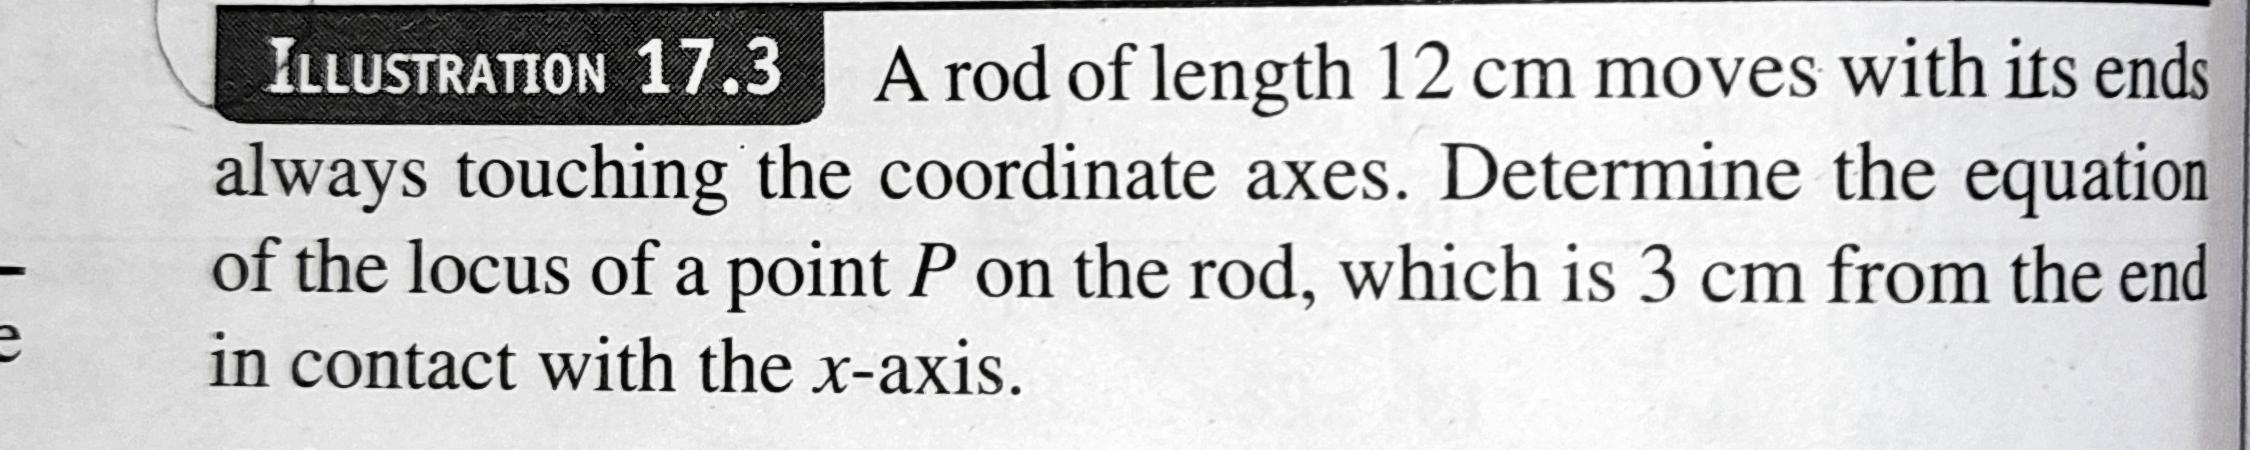 ILLUSTRATION 17.3 A rod of length 12 cm moves with its ends
always touching the coordinate axes. Determine the equation
of the locus of a point P on the rod, which is 3 cm from the end
in contact with the x-axis.